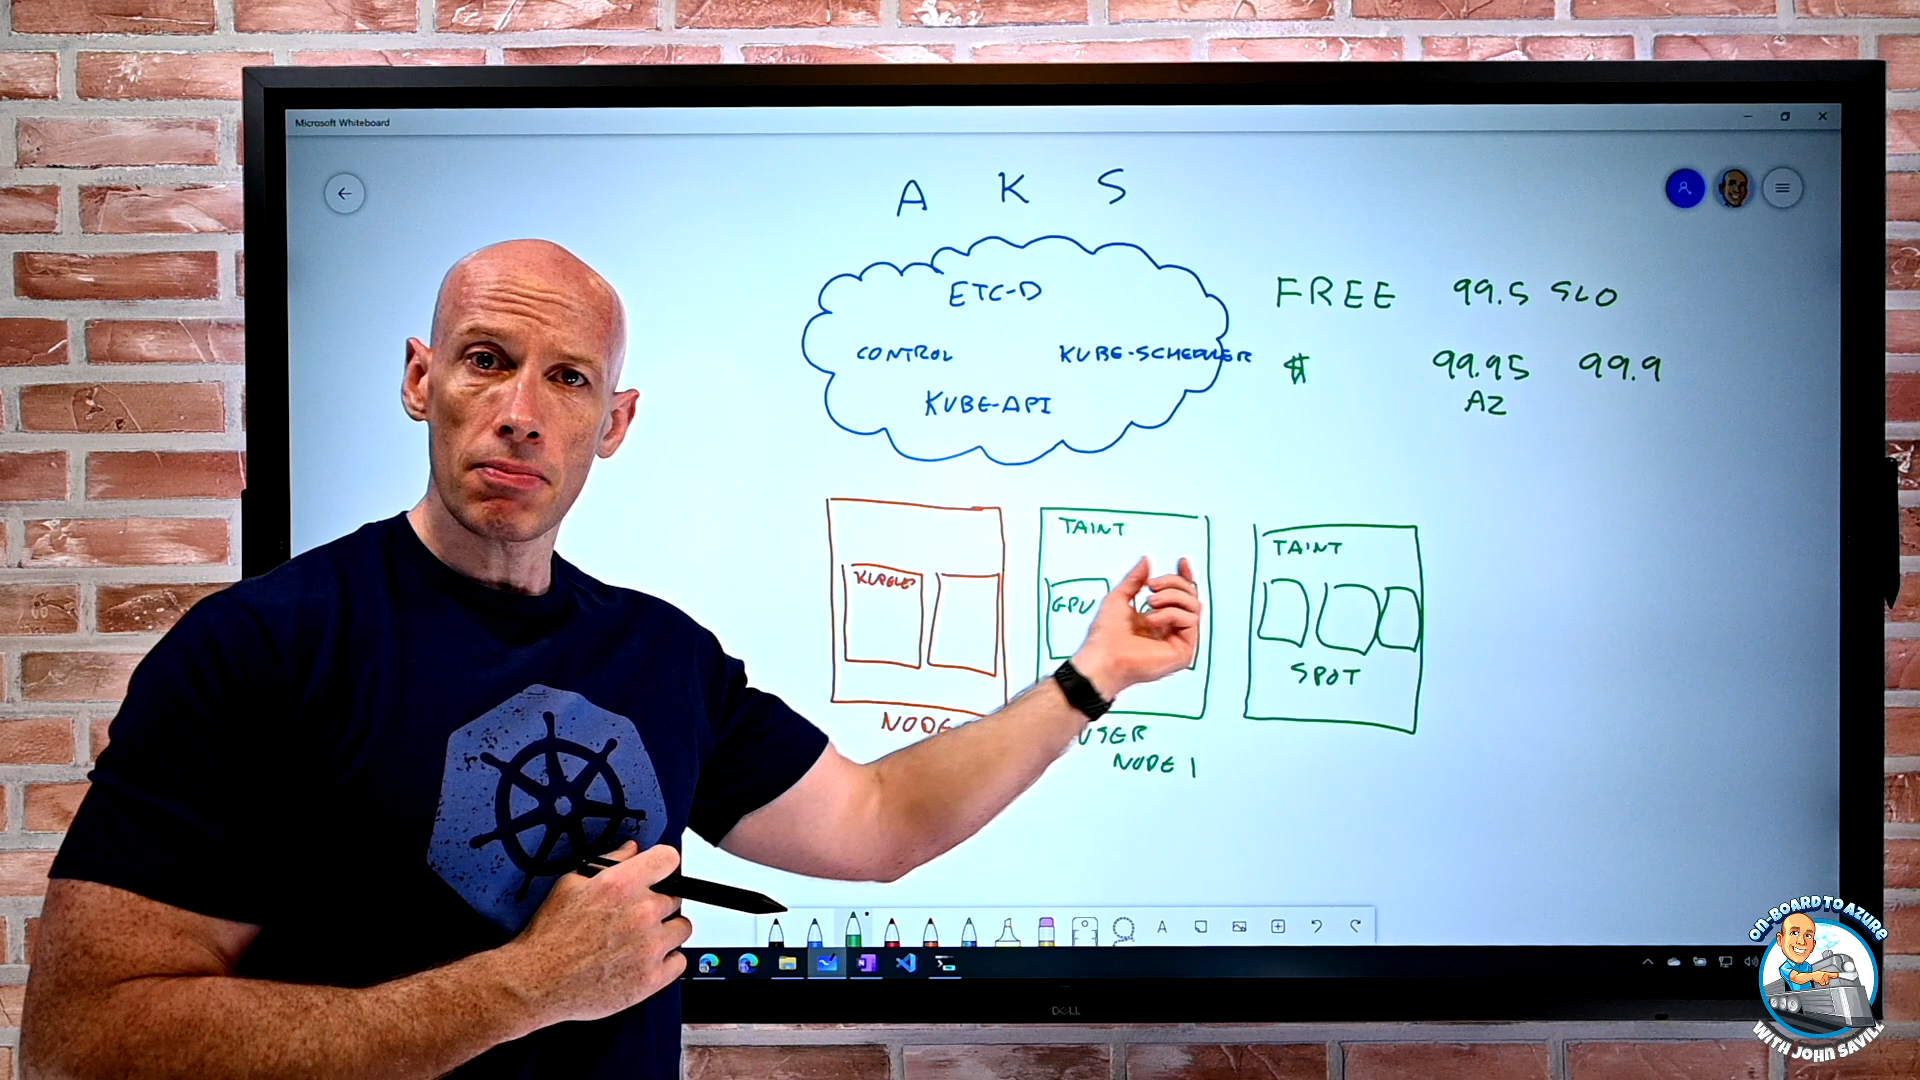 Microsoft Whiteboard
A K S
ETC-D
CONTROL
KUBE-SCHEDULER
KUBE-API
FREE 99.5 SLO
$ 99.95 99.9
AZ
TAINT
TAINT
GPU
SPOT
NODE
USER
NODE 1
A
DELL
ON-BOARD TO AZURE
WITH JOHN SAVILL